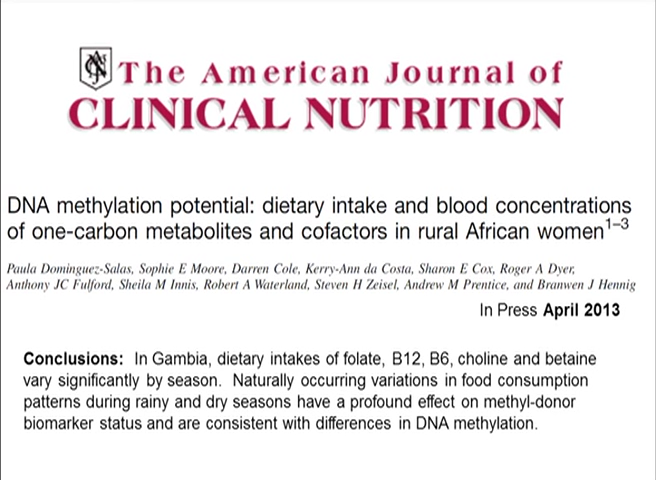 The American Journal of
CLINICAL NUTRITION
DNA methylation potential: dietary intake and blood concentrations
of one-carbon metabolites and cofactors in rural African women1–3
Paula Dominguez-Salas, Sophie E Moore, Darren Cole, Kerry-Ann da Costa, Sharon E Cox, Roger A Dyer,
Anthony JC Fulford, Sheila M Innis, Robert A Waterland, Steven H Zeisel, Andrew M Prentice, and Branwen J Hennig
In Press April 2013
Conclusions: In Gambia, dietary intakes of folate, B12, B6, choline and betaine
vary significantly by season. Naturally occurring variations in food consumption
patterns during rainy and dry seasons have a profound effect on methyl-donor
biomarker status and are consistent with differences in DNA methylation.